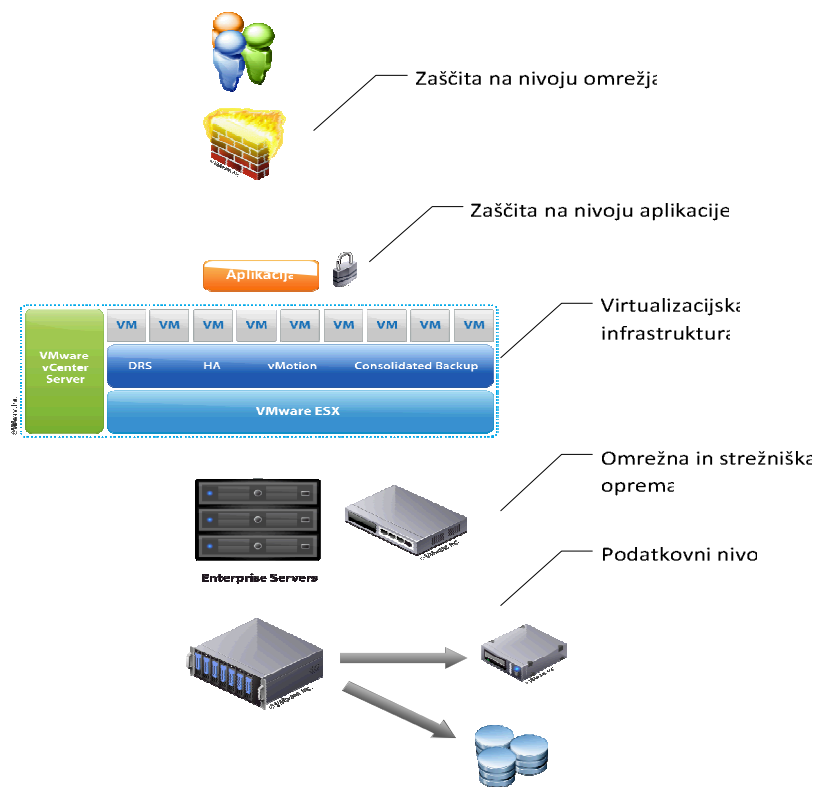 Zaščita na nivoju omrežja
Zaščita na nivoju aplikacije
Aplikacije
Virtualizacijska
infrastruktura
VM VM VM VM VM VM VM VM VM
VMware
vCenter
Server
DRS HA vMotion Consolidated Backup
VMware ESX
Omrežna in strežniška
oprema
Enterprise Servers
Podatkovni nivo